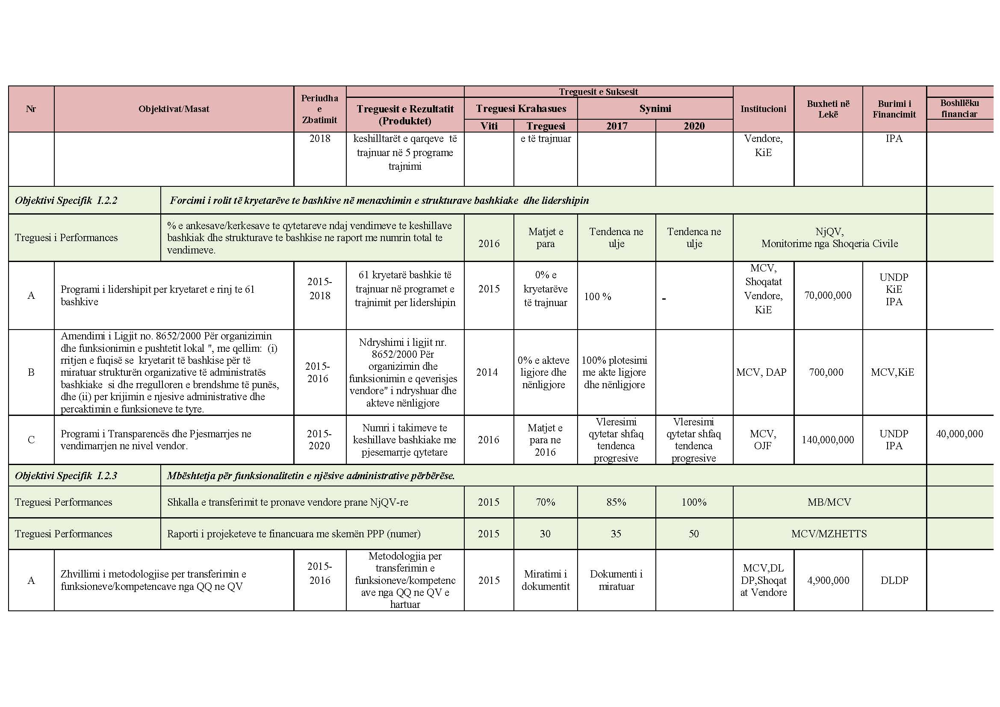 Nr
Objektivat/Masat
Periudha
e
Zbatimit
Treguesit e Rezultatit
(Produktet)
Treguesit e Suksesit
Treguesi Krahasues
Synimi
Viti
Treguesi
2017
2020
Institucioni
Buxheti në
Lekë
Burimi i
Financimit
Boshllëku
financiar
2018
keshilltarët e qarqeve të
trajnuar në 5 programe
trajnimi
e të trajnuar
Vendore,
KiE
IPA
Objektivi Specifik I.2.2
Forcimi i rolit të kryetarëve te bashkive në menaxhimin e strukturave bashkiake dhe lidershipin
Treguesi i Performances
% e ankesave/kerkesave te qytetareve ndaj vendimeve te keshillave
bashkiak dhe strukturave te bashkise ne raport me numrin total te
vendimeve.
2016
Matjet e
para
Tendenca ne
ulje
Tendenca ne
ulje
NjQV,
Monitorime nga Shoqeria Civile
A
Programi i lidershipit per kryetaret e rinj te 61
bashkive
2015-
2018
61 kryetarë bashkie të
trajnuar në programet e
trajnimit per lidershipin
2015
0% e
kryetarëve
të trajnuar
100 %
-
MCV,
Shoqatat
Vendore,
KiE
70,000,000
UNDP
KiE
IPA
B
Amendimi i Ligjit no. 8652/2000 Për organizimin
dhe funksionimin e pushtetit lokal ", me qellim: (i)
rritjen e fuqisë se kryetarit të bashkise për të
miratuar strukturën organizative të administratës
bashkiake si dhe rregulloren e brendshme të punës,
dhe (ii) per krijimin e njesive administrative dhe
percaktimin e funksioneve te tyre.
2015-
2016
Ndryshimi i ligjit nr.
8652/2000 Për
organizimin dhe
funksionimin e qeverisjes
vendore" i ndryshuar dhe
akteve nënligjore
2014
0% e akteve
ligjore dhe
nënligjore
100% plotesimi
me akte ligjore
dhe nënligjore
MCV, DAP
700,000
MCV,KiE
C
Programi i Transparencës dhe Pjesmarrjes ne
vendimarrjen ne nivel vendor.
2015-
2020
Numri i takimeve te
keshillave bashkiake me
pjesemarrje qytetare
2016
Matjet e
para ne
2016
Vleresimi
qytetar shfaq
tendenca
progresive
Vleresimi
qytetar shfaq
tendenca
progresive
MCV,
OJF
140,000,000
UNDP
IPA
40,000,000
Objektivi Specifik I.2.3
Mbështetja për funksionalitetin e njësive administrative përbërëse.
Treguesi Performances
Shkalla e transferimit te pronave vendore prane NjQV-re
2015
70%
85%
100%
MB/MCV
Treguesi Performances
Raporti i projeketeve te financuara me skemën PPP (numer)
2015
30
35
50
MCV/MZHETTS
A
Zhvillimi i metodologjise per transferimin e
funksioneve/kompetencave nga QQ ne QV
2015-
2016
Metodologjia per
transferimin e
funksioneve/kompetenc
ave nga QQ ne QV e
hartuar
2015
Miratimi i
dokumentit
Dokumenti i
miratuar
MCV,DL
DP,Shoqat
at Vendore
4,900,000
DLDP